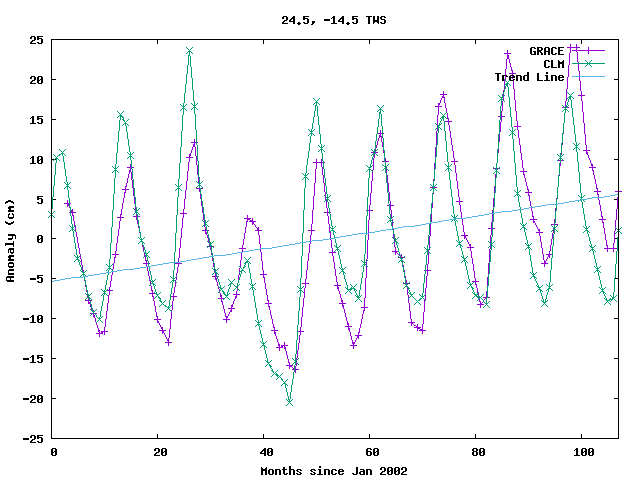 24.5, -14.5 TWS
GRACE
CLM
Trend Line
25
20
15
10
5
0
-5
-10
-15
-20
-25
Anomaly (cm)
0 20 40 60 80 100
Months since Jan 2002